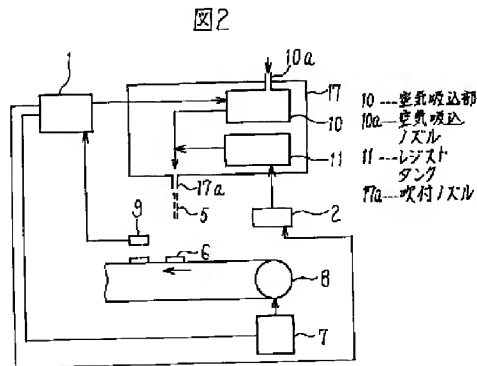 図2
1
10a
17
10
11
17a
5
2
9
6
8
7
10---空気吸込部
10a---空気吸込
ノズル
11---レジスト
タンク
17a---吹付ノズル